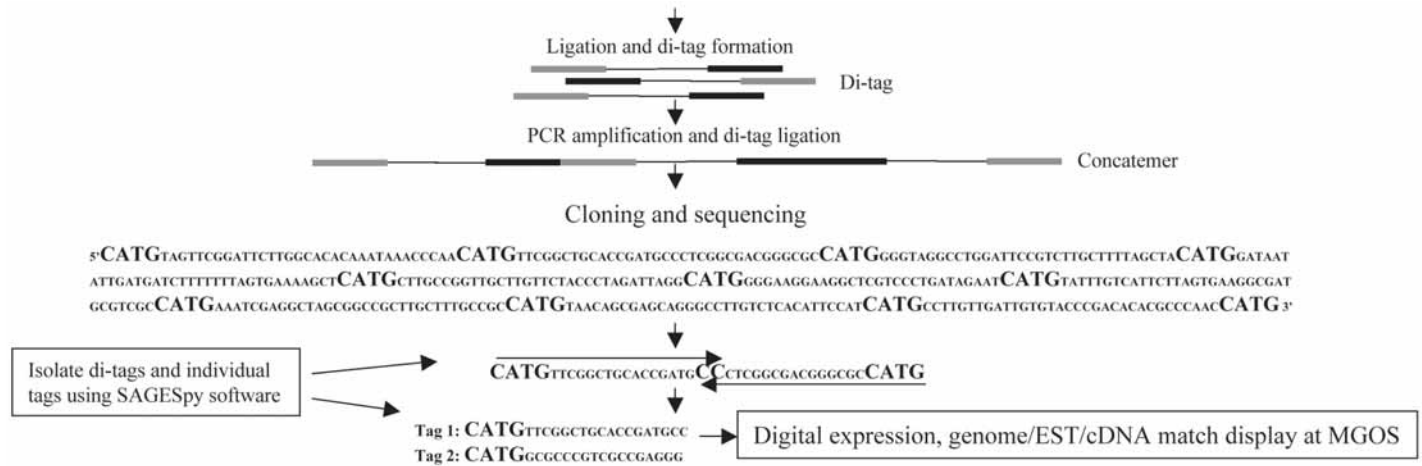 Ligation and di-tag formation
Di-tag
PCR amplification and di-tag ligation
Concatemer
Cloning and sequencing
5'CATGTAGTTCGGATTCTTGGCACACAAATAAACCCAACATGTTCGGCTGCACCGATGCCCTCGGCGACGGGCGCCATGGGGTAGGCCTGGATTCCGTCTTGCTTTTAGCTACATGGATAAT
ATTGATGATCTTTTTTTAGTGAAAAGCTCATGCTTGCCGGTTGCTTGTTCTACCCTAGATTAGGCATGGGGAAGGAAGGCTCGTCCCTGATAGAATCATGTATTTGTCATTCTTAGTGAAGGCGAT
GCGTCGCCATGAAATCGAGGCTAGCGGCCGCTTGCTTTGCCGCCATGTAACAGCGAGCAGGGCCTTGTCTCACATTCCATCATGCCTTGTTGATTGTGTACCCGACACACGCCCAACCATG 3'
Isolate di-tags and individual
tags using SAGESpy software
CATGTTCGGCTGCACCGATGCCCTCGGCGACGGGCGCCATG
Tag 1: CATGTTCGGCTGCACCGATGCC
Tag 2: CATGGCGCCCGTCGCCGAGGG
Digital expression, genome/EST/cDNA match display at MGOS